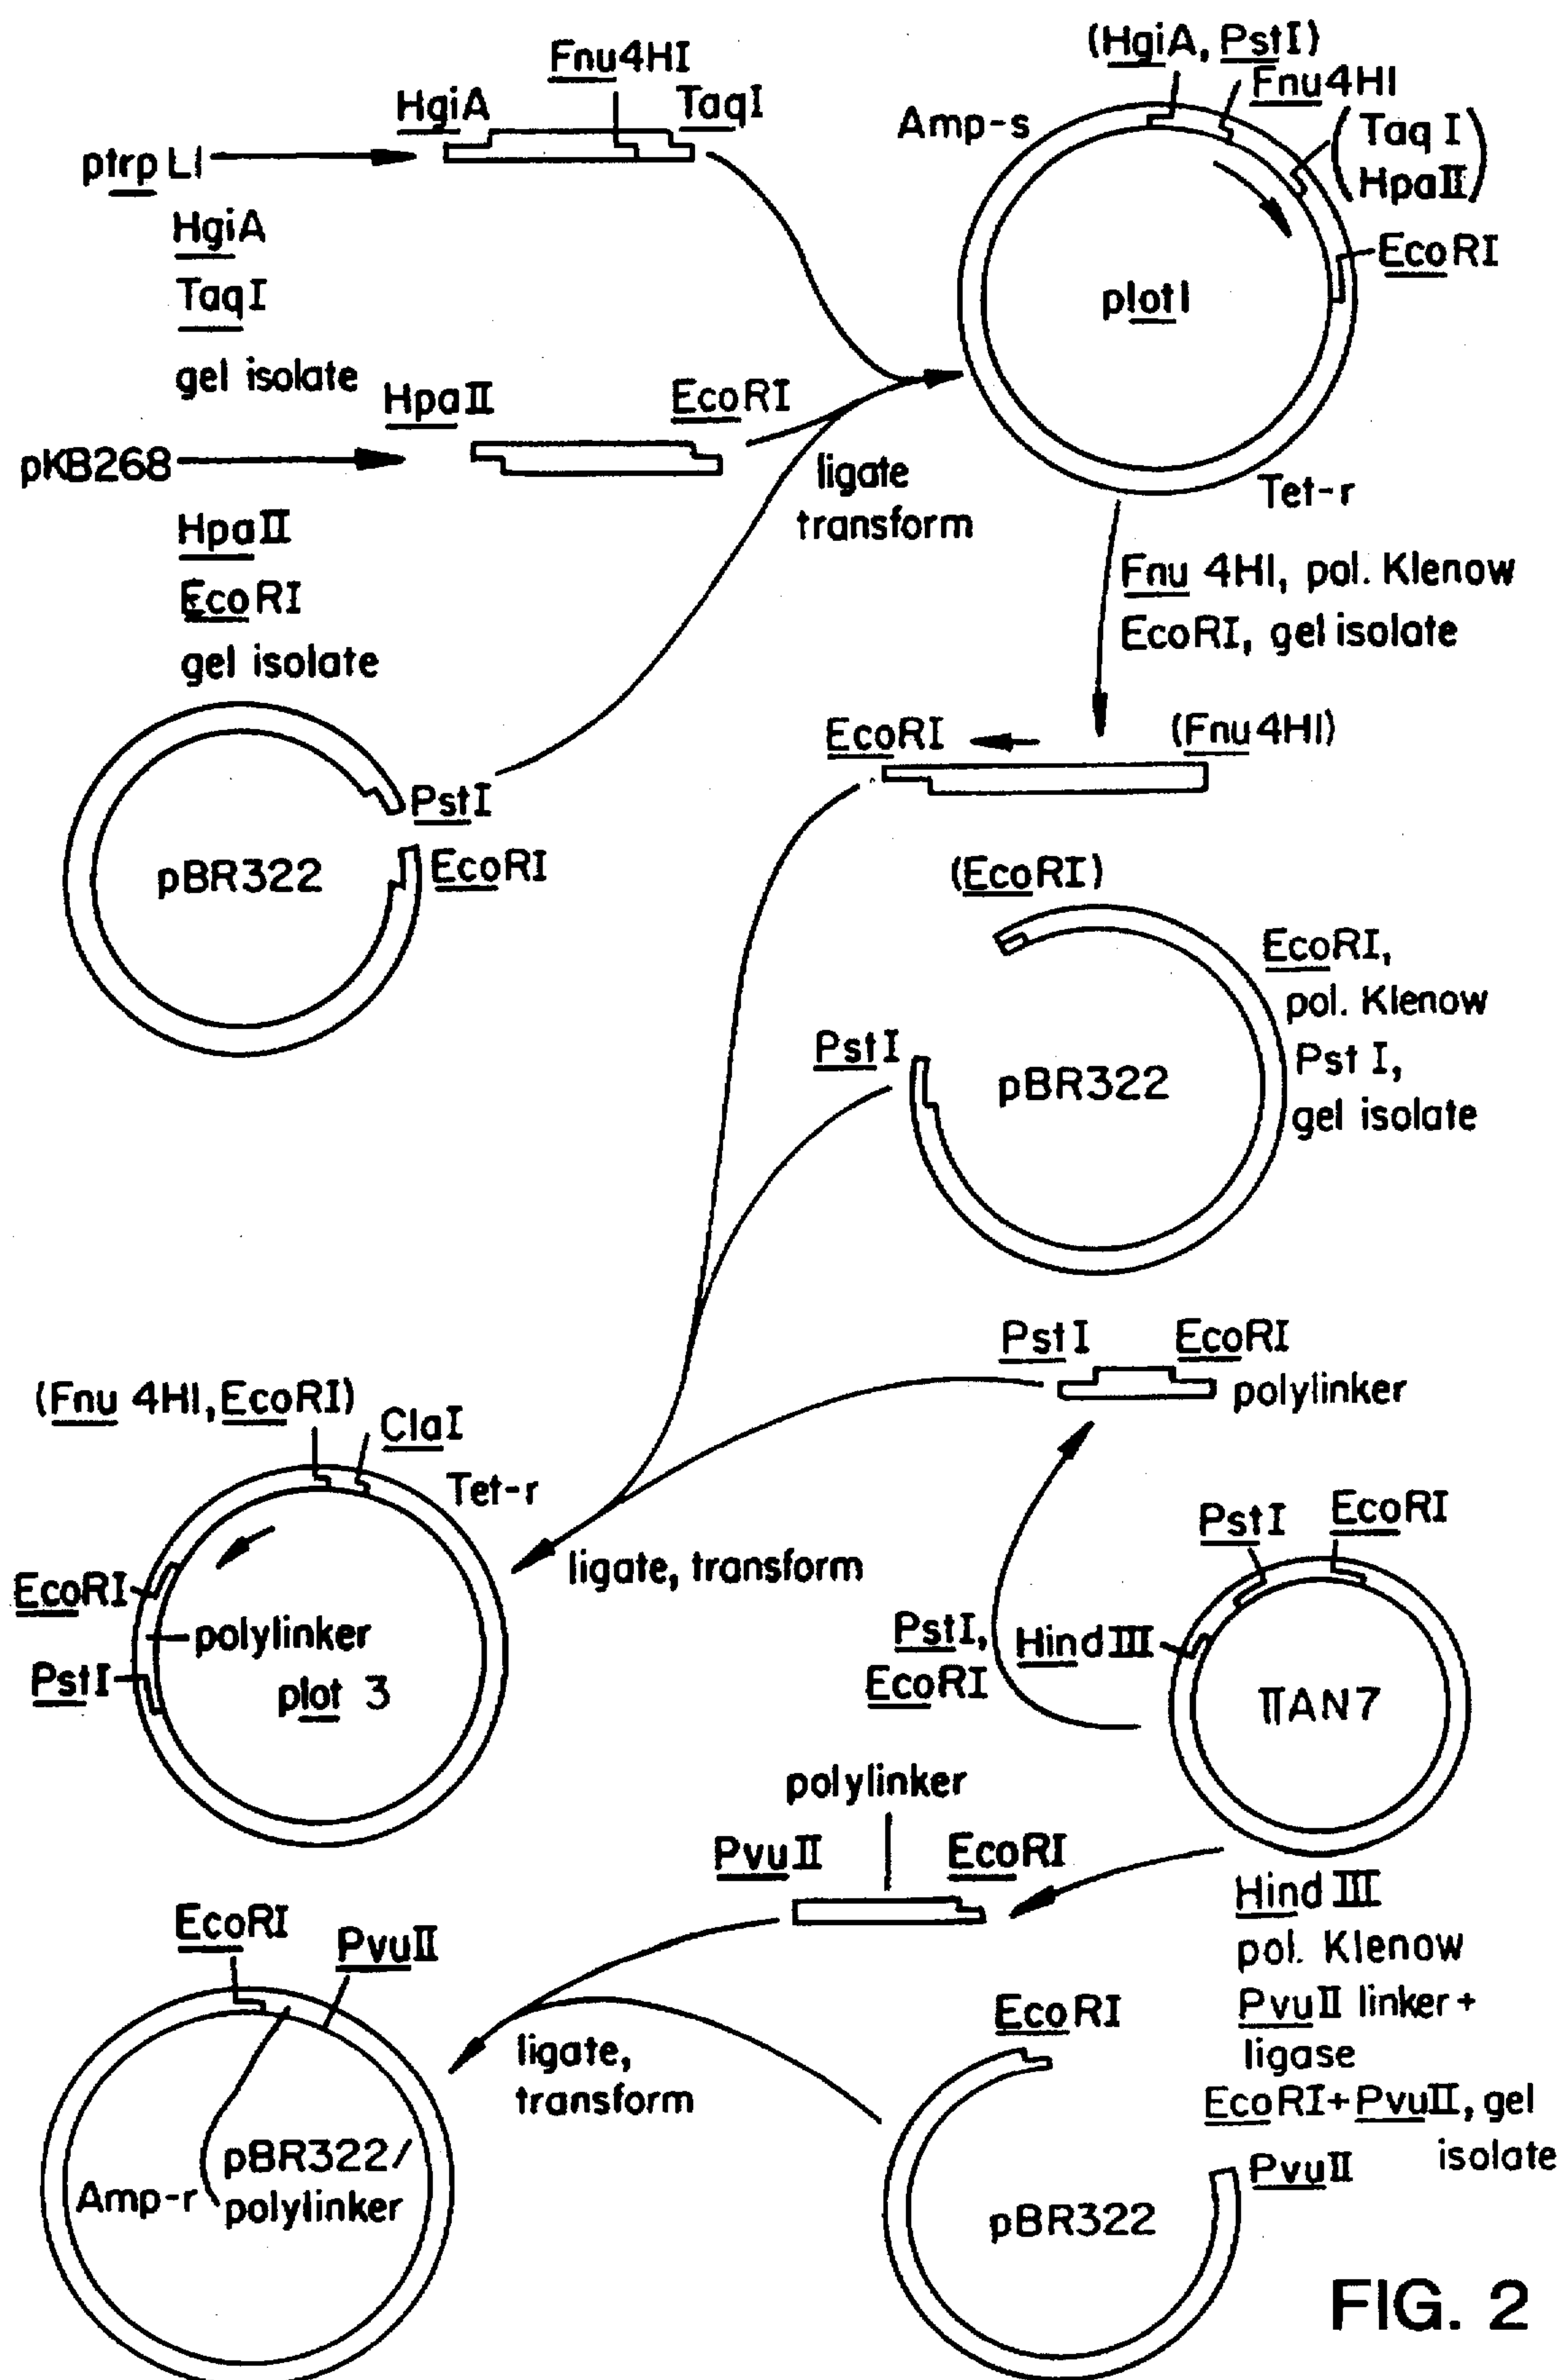 Fnu4HI
HgiA
TaqI
ptrp LI
HgiA
TaqI
gel isolate
(HgiA, PstI)
Fnu4HI
Amp-s
(Taq I
HpaII)
EcoRI
plot1
Tet-r
HpaII
EcoRI
pKB268
HpaII
EcoRI
gel isolate
ligate
transform
Fnu 4HI, pol. Klenow
EcoRI, gel isolate
EcoRI
(Fnu4HI)
PstI
EcoRI
pBR322
(EcoRI)
EcoRI,
pol. Klenow
Pst I,
gel isolate
PstI
pBR322
PstI
EcoRI
polylinker
(Fnu 4HI, EcoRI)
ClaI
Tet-r
EcoRI
polylinker
PstI
plot 3
ligate, transform
PstI
EcoRI
HindIII
πAN7
PstI,
EcoRI
polylinker
PvuII
EcoRI
Hind III
pol. Klenow
PvuII linker+
ligase
EcoRI+PvuII, gel
isolate
EcoRI
PvuII
Amp-r
pBR322/
polylinker
ligate,
transform
EcoRI
PvuII
pBR322
FIG. 2